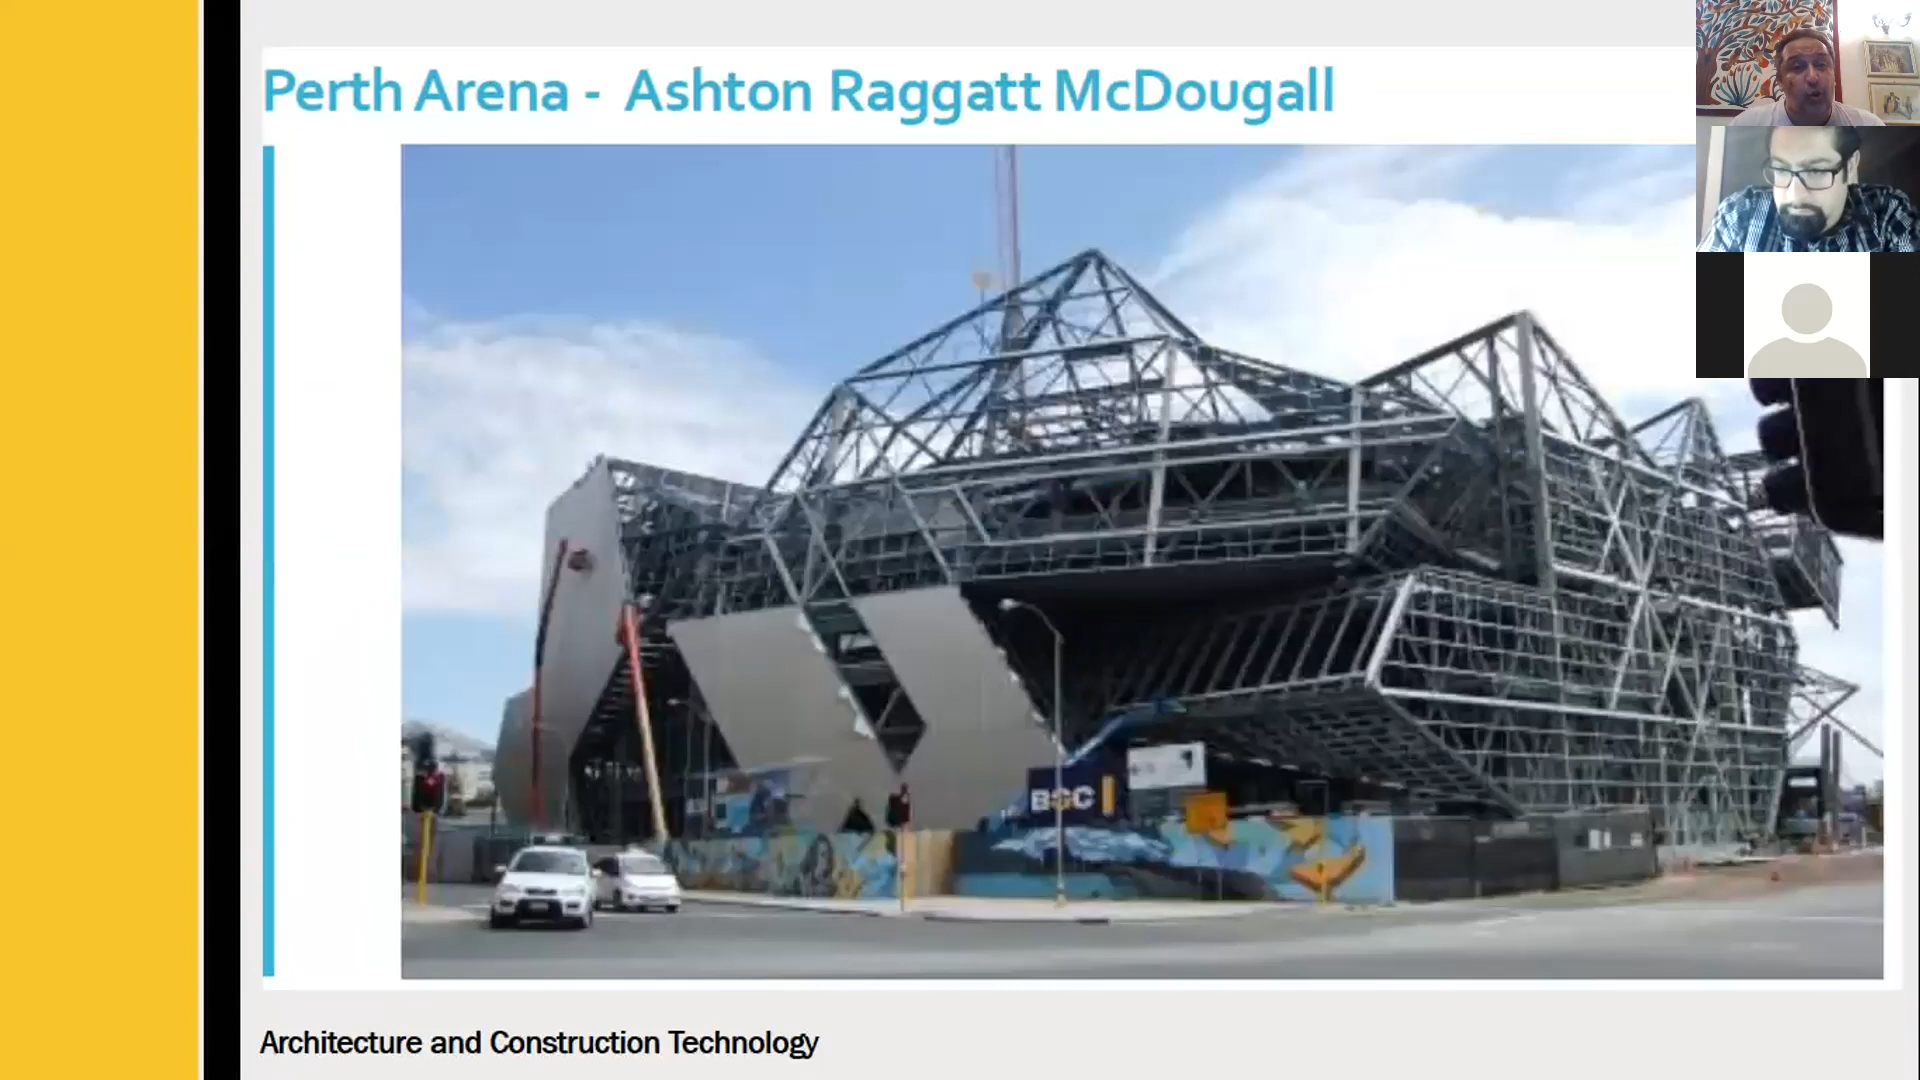 Perth Arena - Ashton Raggatt McDougall
BGC
Architecture and Construction Technology